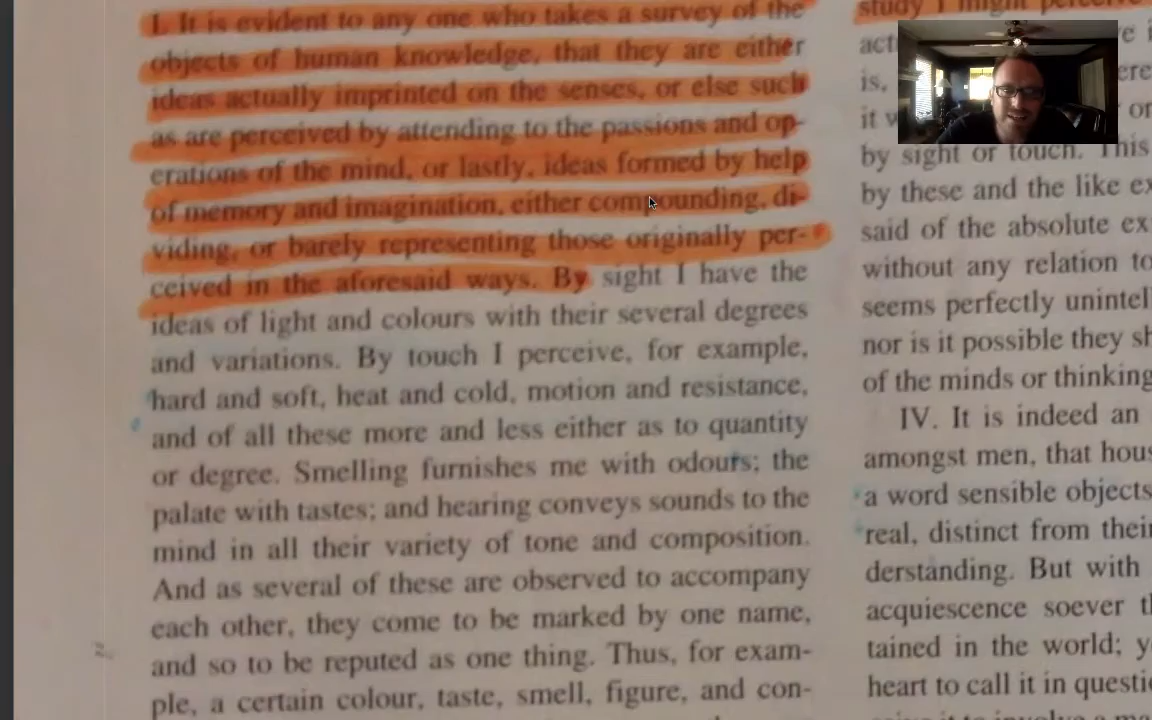 I. It is evident to any one who takes a survey of the
objects of human knowledge, that they are either
ideas actually imprinted on the senses, or else such
as are perceived by attending to the passions and op-
erations of the mind, or lastly, ideas formed by help
of memory and imagination, either compounding, di-
viding, or barely representing those originally per-
ceived in the aforesaid ways. By sight I have the
ideas of light and colours with their several degrees
and variations. By touch I perceive, for example,
hard and soft, heat and cold, motion and resistance,
and of all these more and less either as to quantity
or degree. Smelling furnishes me with odours; the
palate with tastes; and hearing conveys sounds to the
mind in all their variety of tone and composition.
And as several of these are observed to accompany
each other, they come to be marked by one name,
and so to be reputed as one thing. Thus, for exam-
ple, a certain colour, taste, smell, figure, and con-
study I might
is,
it
by sight or touch. This
by these and the like
said of the absolute
without any relation to
seems perfectly
nor is it possible they
of the minds or thinking
IV. It is indeed an
amongst men, that
a word sensible objects
real, distinct from their
derstanding. But with
acquiescence soever
tained in the world;
heart to call it in